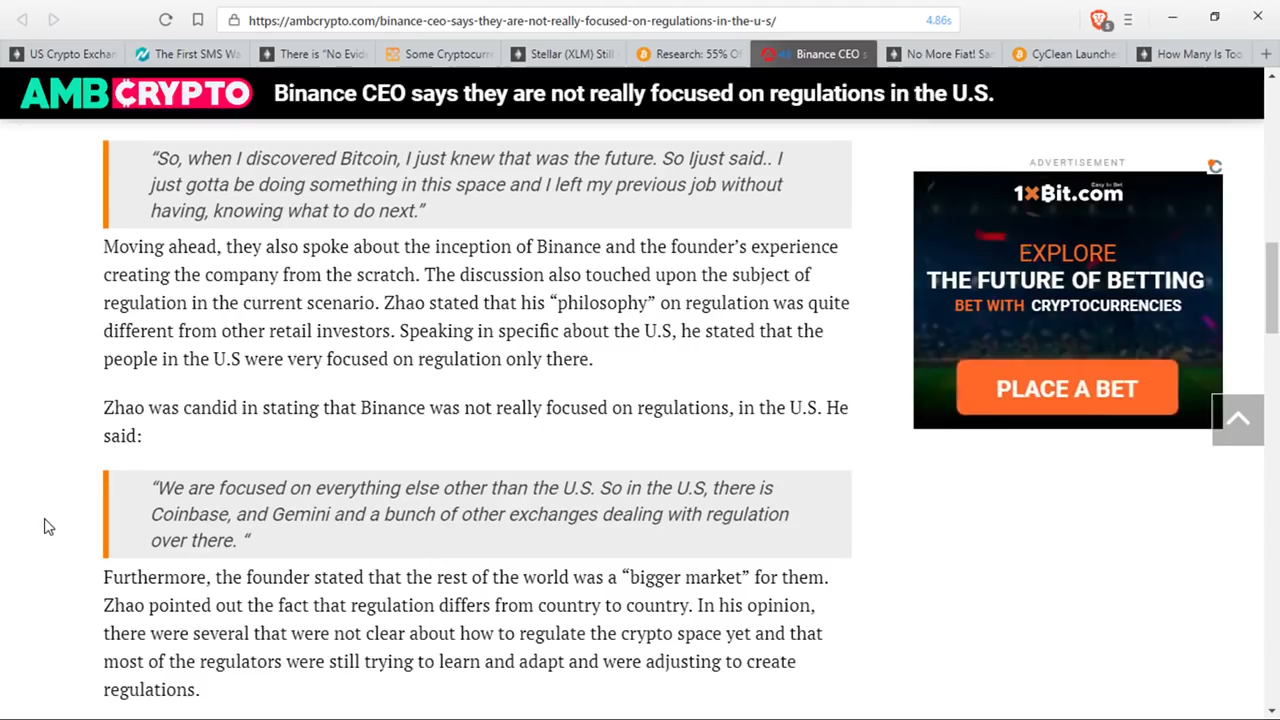 https://ambcrypto.com/binance-ceo-says-they-are-not-really-focused-on-regulations-in-the-u-s/
4.86s
5
US Crypto Exchan
The First SMS Wa
There is "No Evid
Some Cryptocurre
Stellar (XLM) Still
Research: 55% Of
Binance CEO s
No More Fiat! Sa
CyClean Launche
How Many Is Too
AMBCRYPTO
Binance CEO says they are not really focused on regulations in the U.S.
“So, when I discovered Bitcoin, I just knew that was the future. So Ijust said.. I
just gotta be doing something in this space and I left my previous job without
having, knowing what to do next.”
Moving ahead, they also spoke about the inception of Binance and the founder’s experience
creating the company from the scratch. The discussion also touched upon the subject of
regulation in the current scenario. Zhao stated that his “philosophy” on regulation was quite
different from other retail investors. Speaking in specific about the U.S, he stated that the
people in the U.S were very focused on regulation only there.
Zhao was candid in stating that Binance was not really focused on regulations, in the U.S. He
said:
“We are focused on everything else other than the U.S. So in the U.S, there is
Coinbase, and Gemini and a bunch of other exchanges dealing with regulation
over there. “
Furthermore, the founder stated that the rest of the world was a “bigger market” for them.
Zhao pointed out the fact that regulation differs from country to country. In his opinion,
there were several that were not clear about how to regulate the crypto space yet and that
most of the regulators were still trying to learn and adapt and were adjusting to create
regulations.
ADVERTISEMENT
Easy to Bet
1XBit.com
EXPLORE
THE FUTURE OF BETTING
BET WITH CRYPTOCURRENCIES
PLACE A BET